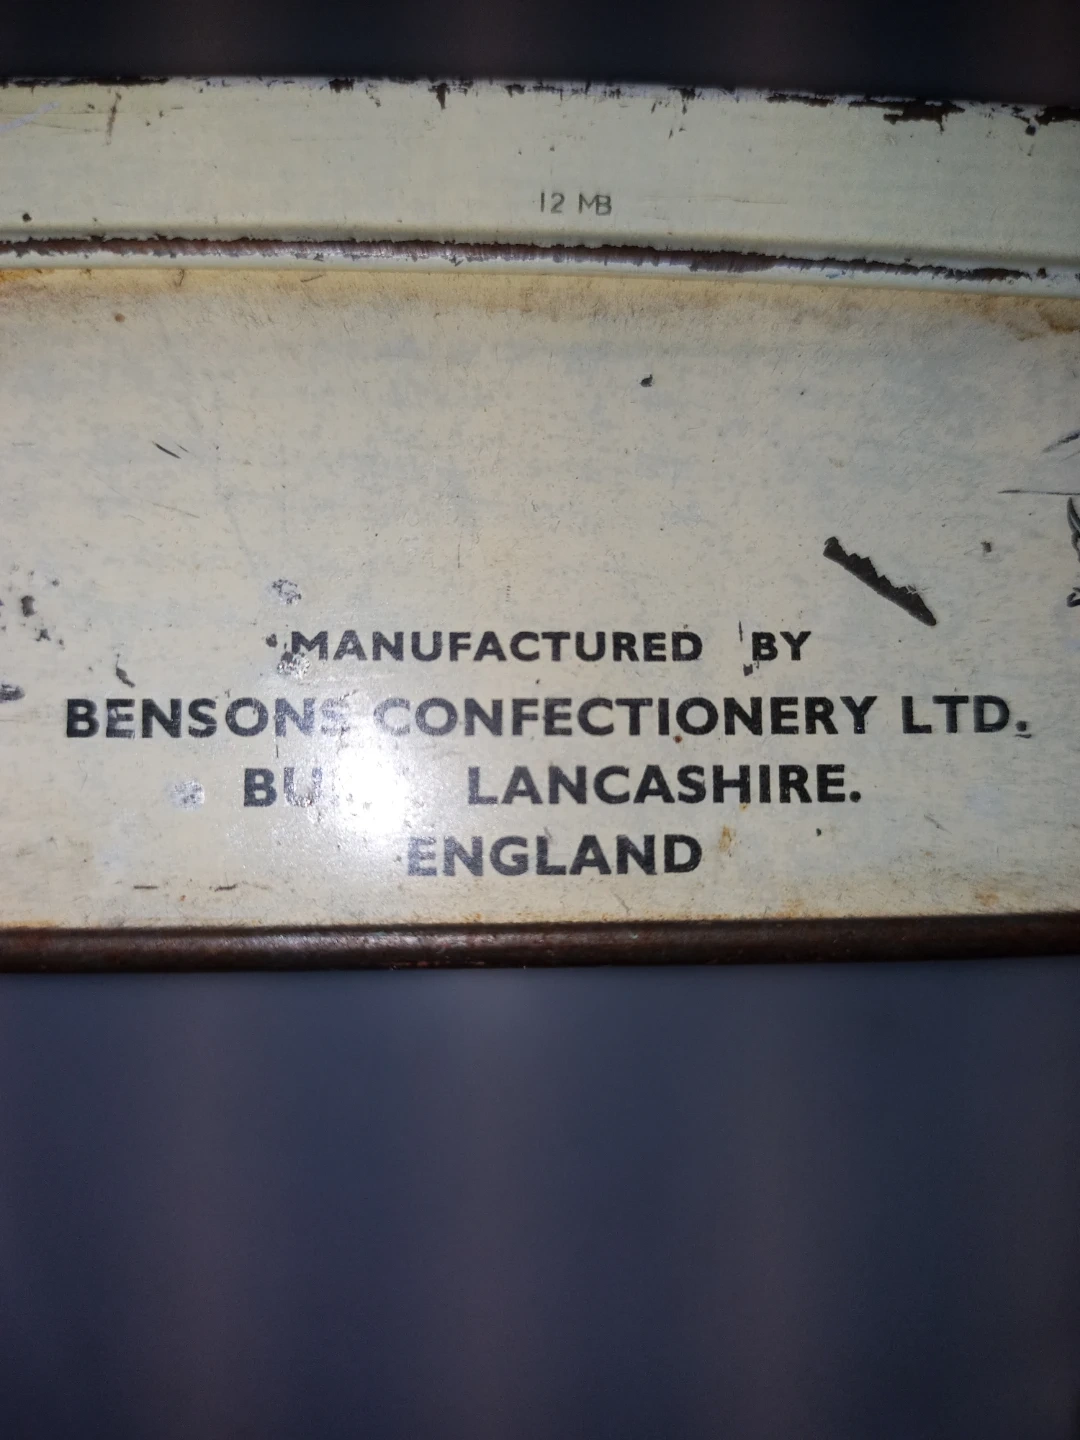 12 MB
MANUFACTURED BY
BENSONS CONFECTIONERY LTD.
LANCASHIRE.
ENGLAND